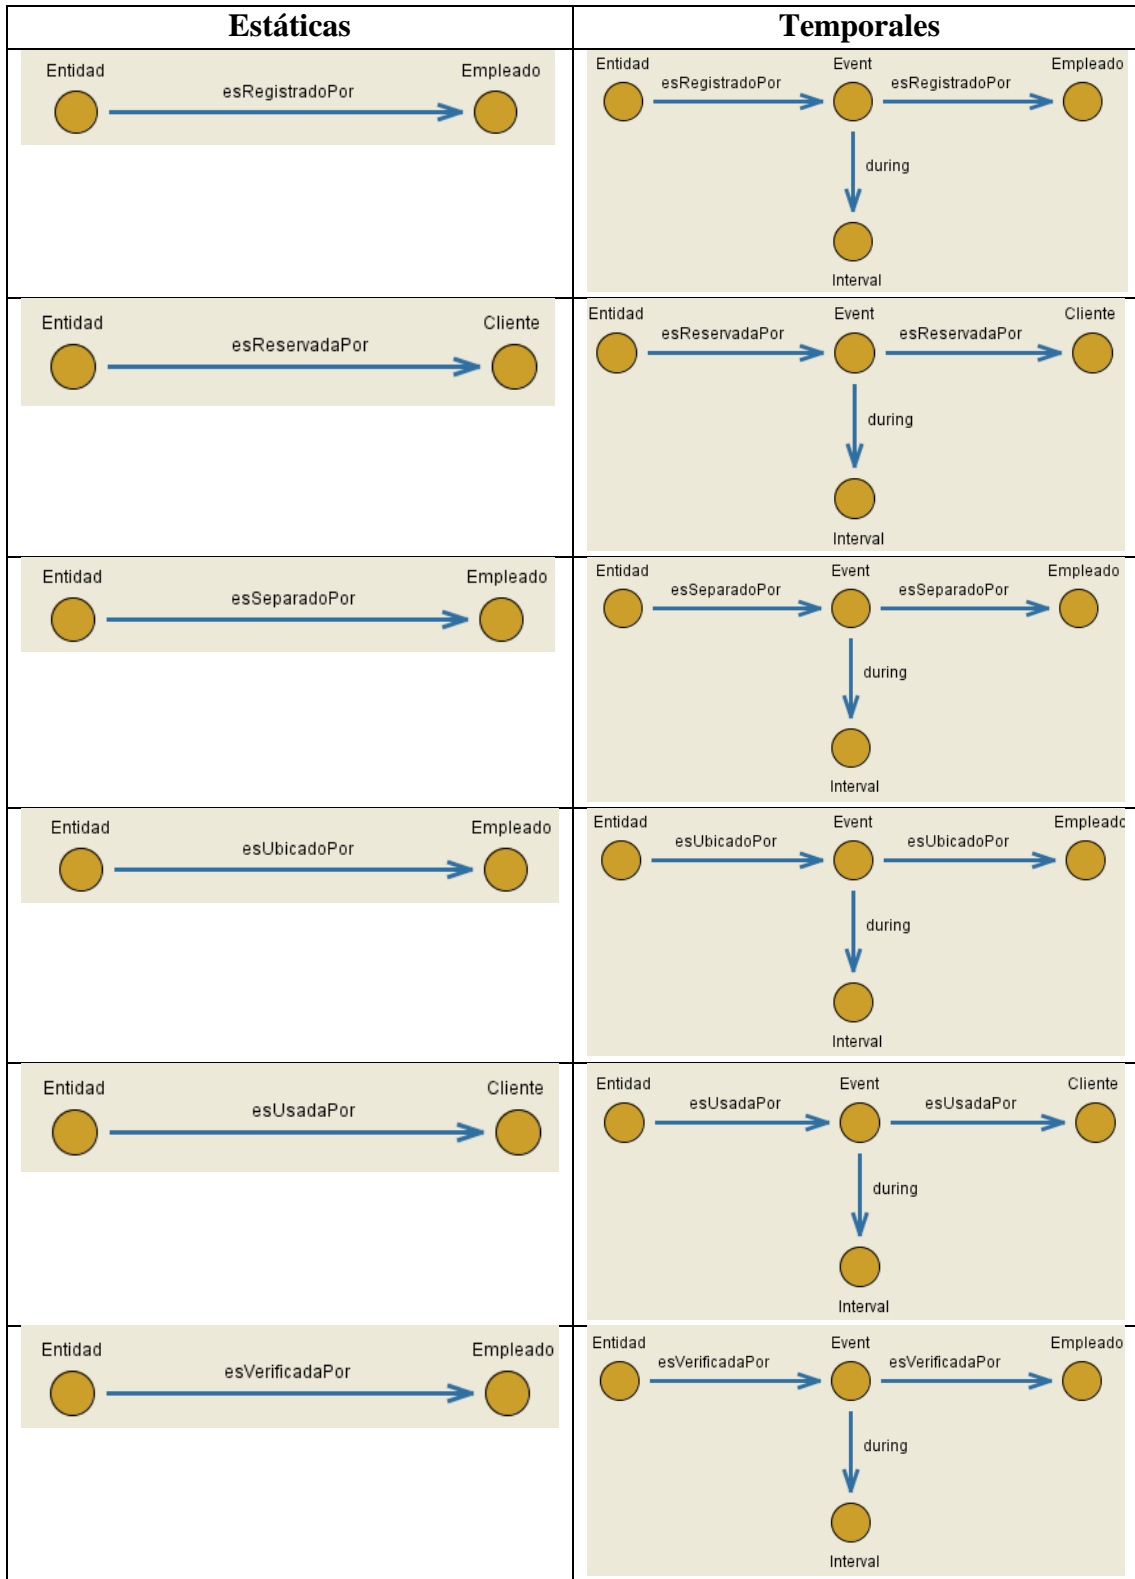 Estáticas Temporales
Entidad Empleado
esRegistradoPor
Entidad Event Empleado
esRegistradoPor esRegistradoPor
during
Interval
Entidad Cliente
esReservadaPor
Entidad Event Cliente
esReservadaPor esReservadaPor
during
Interval
Entidad Empleado
esSeparadoPor
Entidad Event Empleado
esSeparadoPor esSeparadoPor
during
Interval
Entidad Empleado
esUbicadoPor
Entidad Event Empleado
esUbicadoPor esUbicadoPor
during
Interval
Entidad Cliente
esUsadaPor
Entidad Event Cliente
esUsadaPor esUsadaPor
during
Interval
Entidad Empleado
esVerificadaPor
Entidad Event Empleado
esVerificadaPor esVerificadaPor
during
Interval